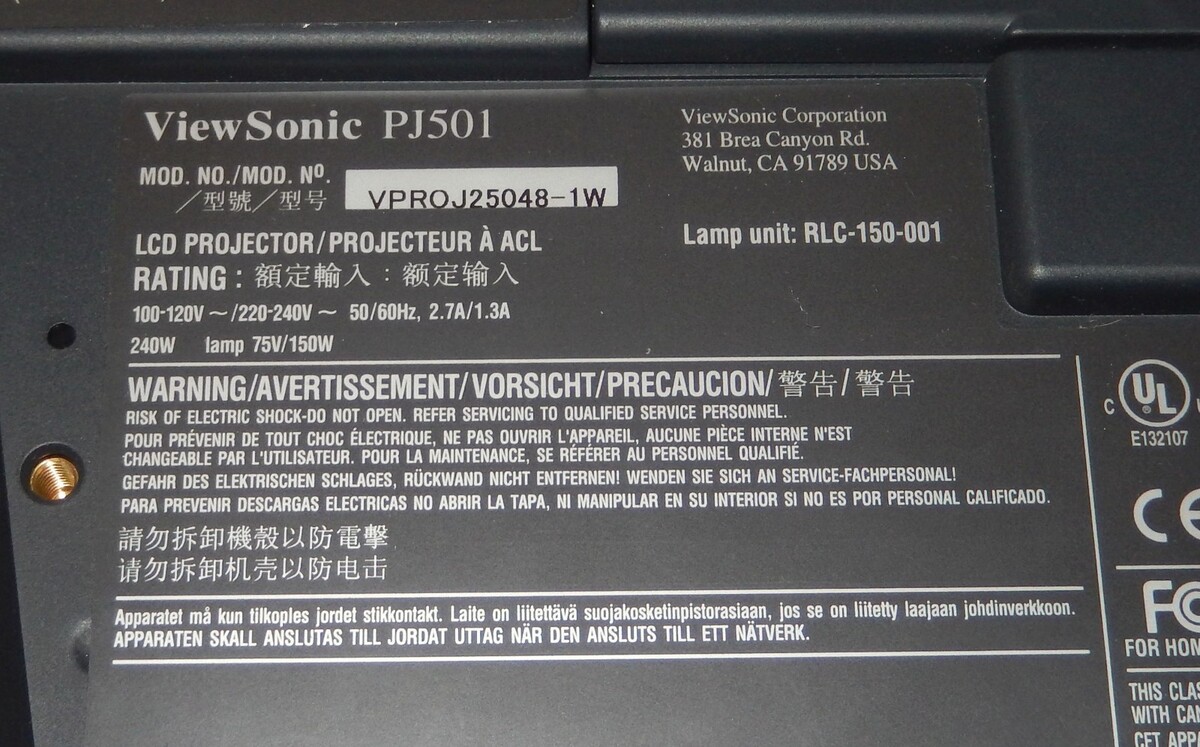 ViewSonic PJ501
MOD. NO./MOD. Nº.
／型號／型号
VPROJ25048-1W
LCD PROJECTOR/PROJECTEUR À ACL
RATING : 額定輸入 : 额定输入
100-120V ～/220-240V ～ 50/60Hz, 2.7A/1.3A
240W lamp 75V/150W
ViewSonic Corporation
381 Brea Canyon Rd.
Walnut, CA 91789 USA
Lamp unit: RLC-150-001
WARNING/AVERTISSEMENT/VORSICHT/PRECAUCION/警告/警告
RISK OF ELECTRIC SHOCK-DO NOT OPEN. REFER SERVICING TO QUALIFIED SERVICE PERSONNEL.
POUR PRÉVENIR DE TOUT CHOC ÉLECTRIQUE, NE PAS OUVRIR L'APPAREIL, AUCUNE PIÈCE INTERNE N'EST
CHANGEABLE PAR L'UTILISATEUR. POUR LA MAINTENANCE, SE RÉFÉRER AU PERSONNEL QUALIFIÉ.
GEFAHR DES ELEKTRISCHEN SCHLAGES, RÜCKWAND NICHT ENTFERNEN! WENDEN SIE SICH AN SERVICE-FACHPERSONAL!
PARA PREVENIR DESCARGAS ELECTRICAS NO ABRIR LA TAPA, NI MANIPULAR EN SU INTERIOR SI NO ES POR PERSONAL CALIFICADO.
請勿拆卸機殼以防電擊
请勿拆卸机壳以防电击
Apparatet må kun tilkoples jordet stikkontakt. Laite on liitettävä suojakosketinpistorasiaan, jos se on liitetty laajaan johdinverkkoon.
APPARATEN SKALL ANSLUTAS TILL JORDAT UTTAG NÄR DEN ANSLUTS TILL ETT NÄTVERK.
C UL
E132107
CE
FC
FOR HOM
THIS CLAS
WITH CAN
CET APPA